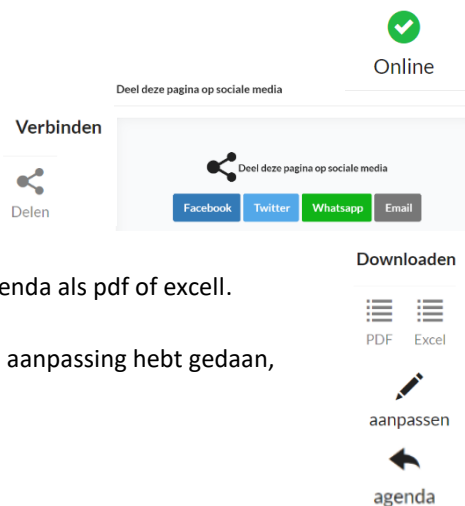 Online
Deel deze pagina op sociale media
Verbinden
Deel deze pagina op sociale media
Delen
Facebook Twitter Whatsapp Email
Downloaden
enda als pdf of excell.
PDF Excel
aanpassing hebt gedaan,
aanpassen
agenda